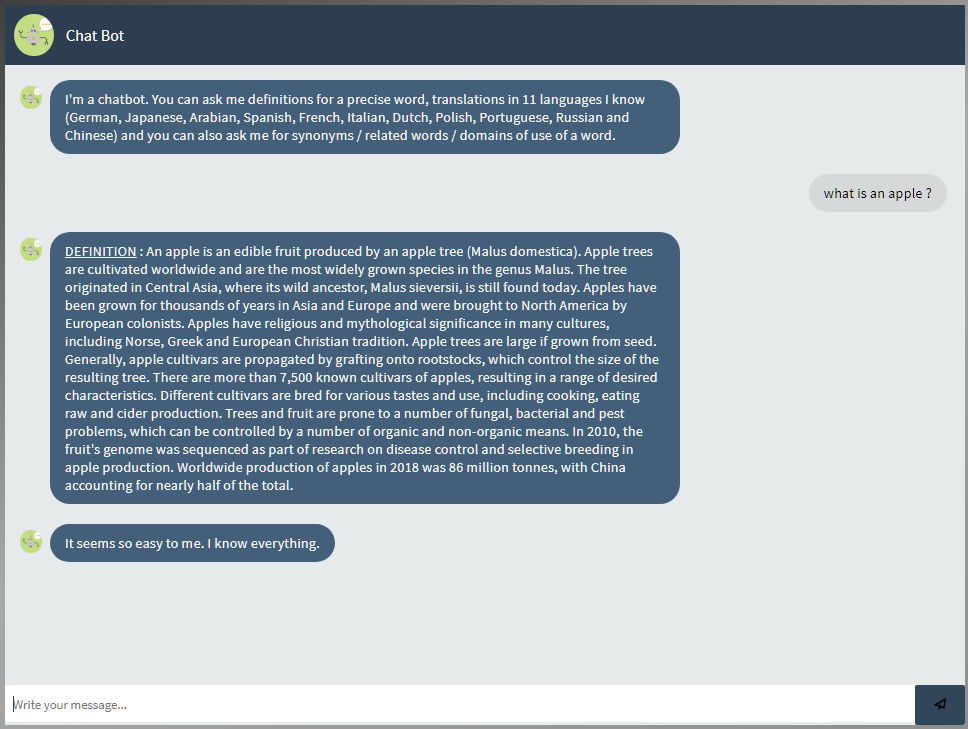 Chat Bot
I'm a chatbot. You can ask me definitions for a precise word, translations in 11 languages I know
(German, Japanese, Arabian, Spanish, French, Italian, Dutch, Polish, Portuguese, Russian and
Chinese) and you can also ask me for synonyms / related words / domains of use of a word.
what is an apple ?
DEFINITION : An apple is an edible fruit produced by an apple tree (Malus domestica). Apple trees
are cultivated worldwide and are the most widely grown species in the genus Malus. The tree
originated in Central Asia, where its wild ancestor, Malus sieversii, is still found today. Apples have
been grown for thousands of years in Asia and Europe and were brought to North America by
European colonists. Apples have religious and mythological significance in many cultures,
including Norse, Greek and European Christian tradition. Apple trees are large if grown from seed.
Generally, apple cultivars are propagated by grafting onto rootstocks, which control the size of the
resulting tree. There are more than 7,500 known cultivars of apples, resulting in a range of desired
characteristics. Different cultivars are bred for various tastes and use, including cooking, eating
raw and cider production. Trees and fruit are prone to a number of fungal, bacterial and pest
problems, which can be controlled by a number of organic and non-organic means. In 2010, the
fruit's genome was sequenced as part of research on disease control and selective breeding in
apple production. Worldwide production of apples in 2018 was 86 million tonnes, with China
accounting for nearly half of the total.
It seems so easy to me. I know everything.
Write your message...